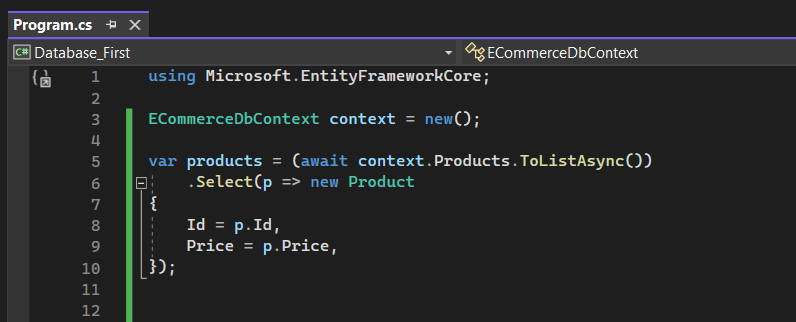 Program.cs
C# Database_First ECommerceDbContext
1 using Microsoft.EntityFrameworkCore;
2
3 ECommerceDbContext context = new();
4
5 var products = (await context.Products.ToListAsync())
6 .Select(p => new Product
7 {
8 Id = p.Id,
9 Price = p.Price,
10 });
11
12